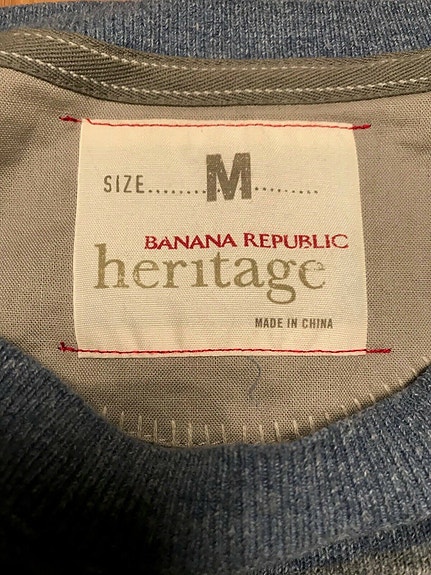 SIZE........M.........
BANANA REPUBLIC
heritage
MADE IN CHINA